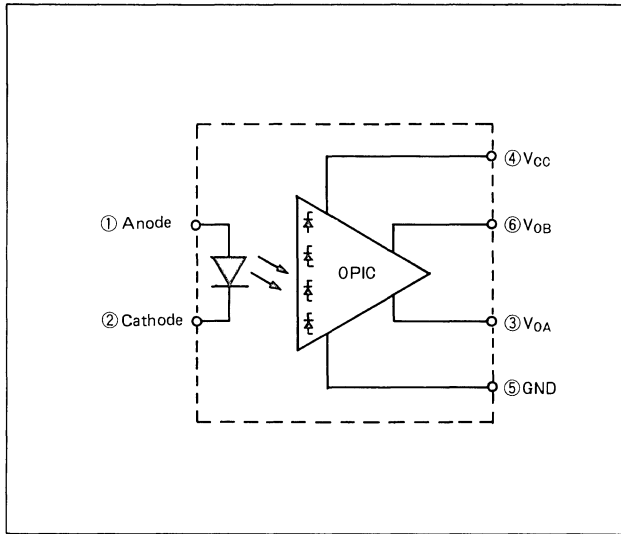 ④VCC
① Anode
⑥VOB
OPIC
② Cathode
③VOA
⑤GND